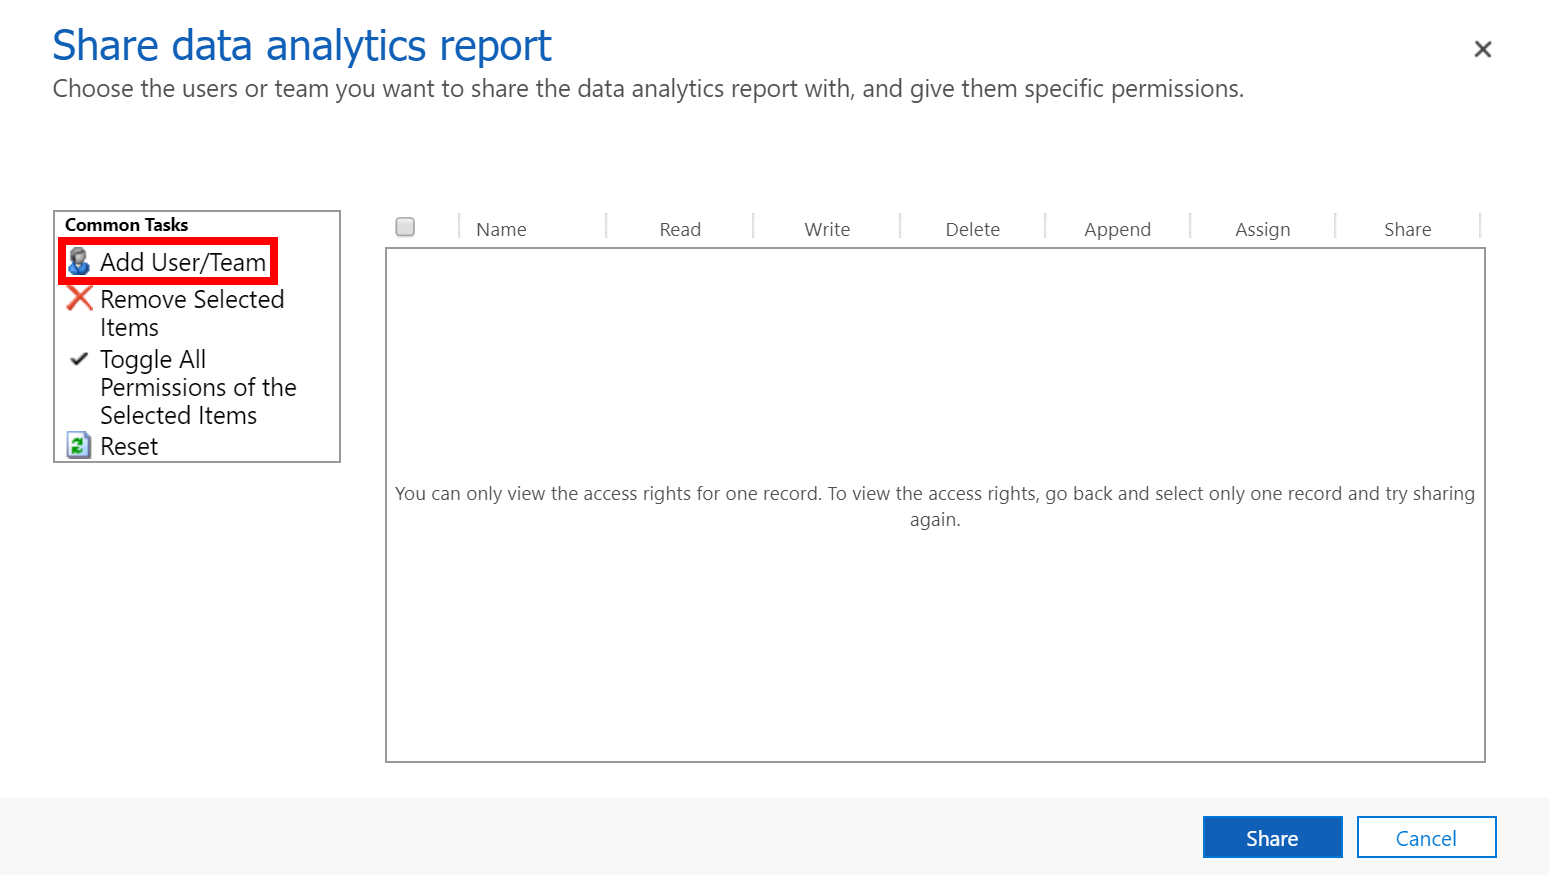 Share data analytics report
Choose the users or team you want to share the data analytics report with, and give them specific permissions.
Common Tasks
Add User/Team
Remove Selected
Items
Toggle All
Permissions of the
Selected Items
Reset
Name Read Write Delete Append Assign Share
You can only view the access rights for one record. To view the access rights, go back and select only one record and try sharing
again.
Share Cancel